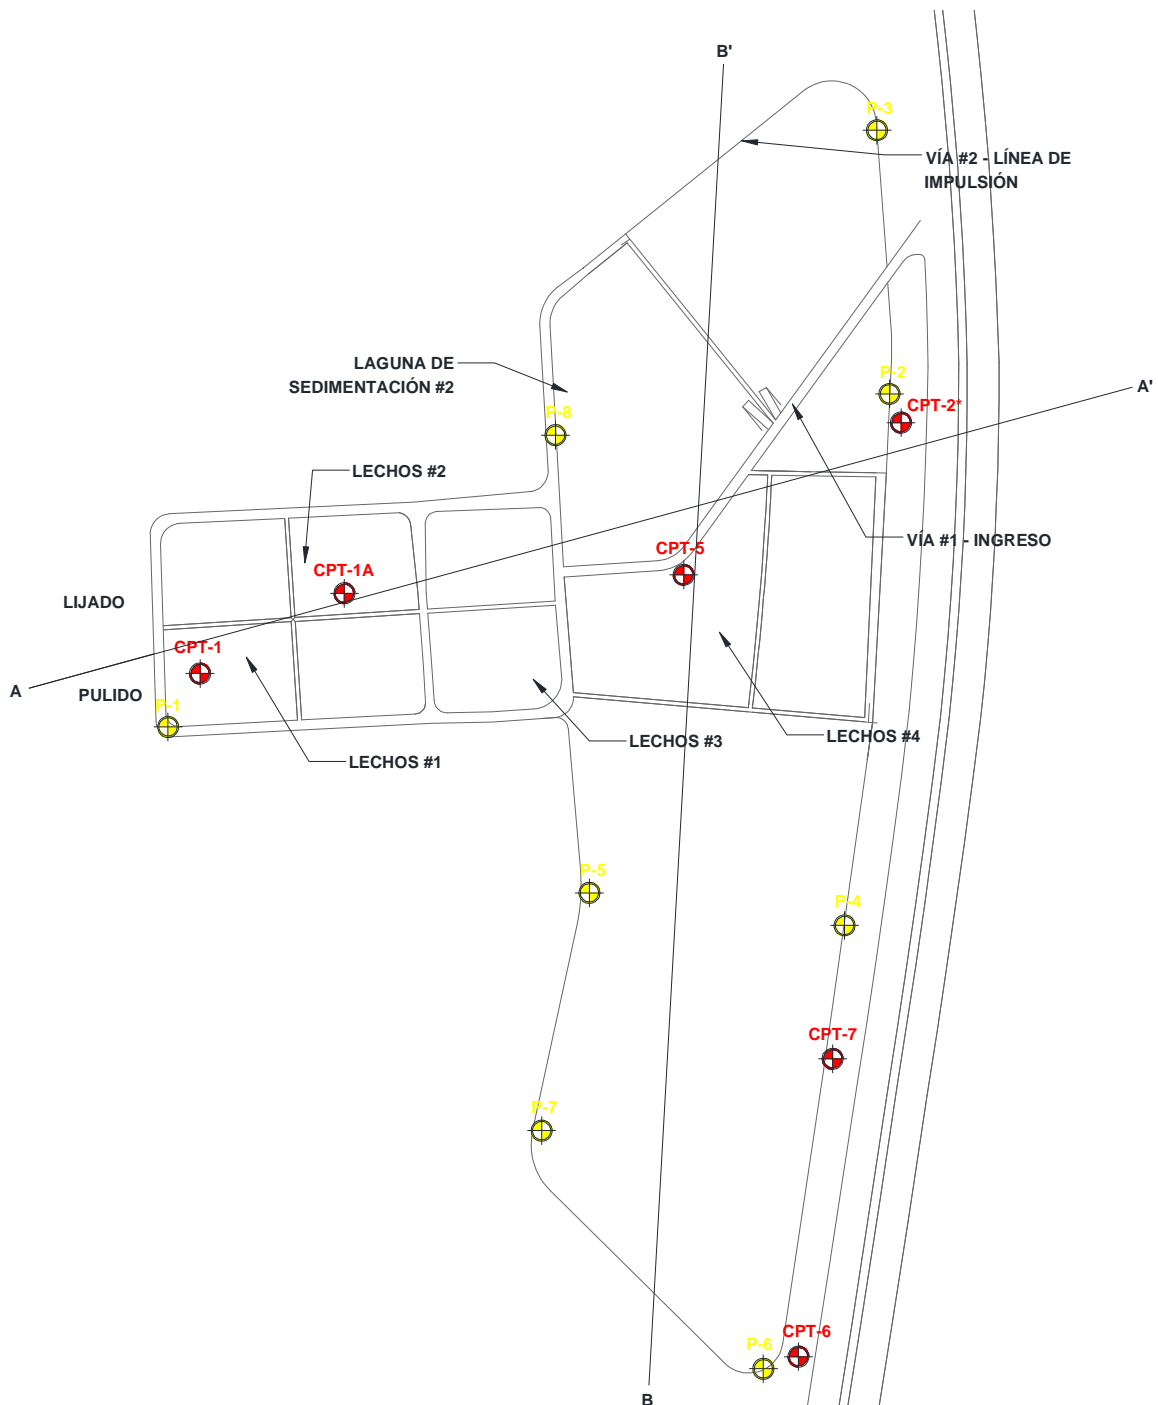 B'
P-3
VÍA #2 - LÍNEA DE
IMPULSIÓN
LAGUNA DE
SEDIMENTACIÓN #2
P-2
A'
CPT-2*
P-8
LECHOS #2
VÍA #1 - INGRESO
CPT-5
CPT-1A
LIJADO
CPT-1
A
PULIDO
P-1
LECHOS #3
LECHOS #4
LECHOS #1
P-5
P-4
CPT-7
P-7
CPT-6
P-6
B